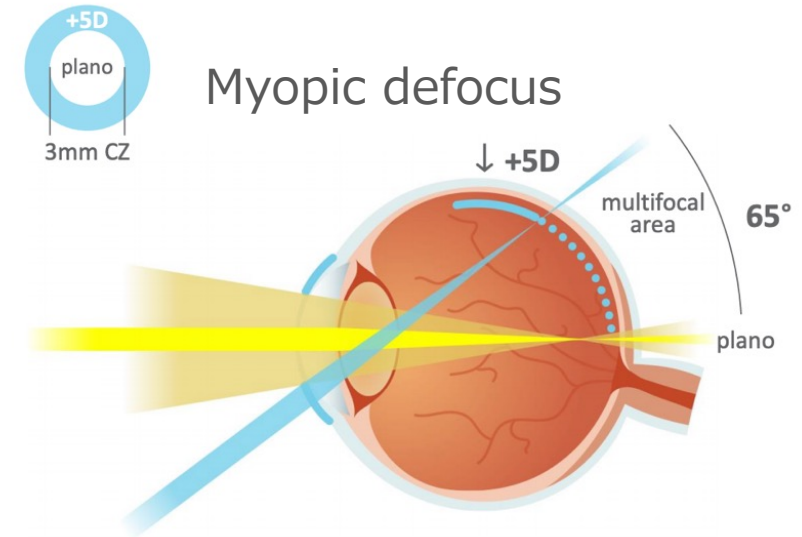 +5D
plano
3mm CZ
Myopic defocus
↓ +5D
multifocal
area
65°
plano